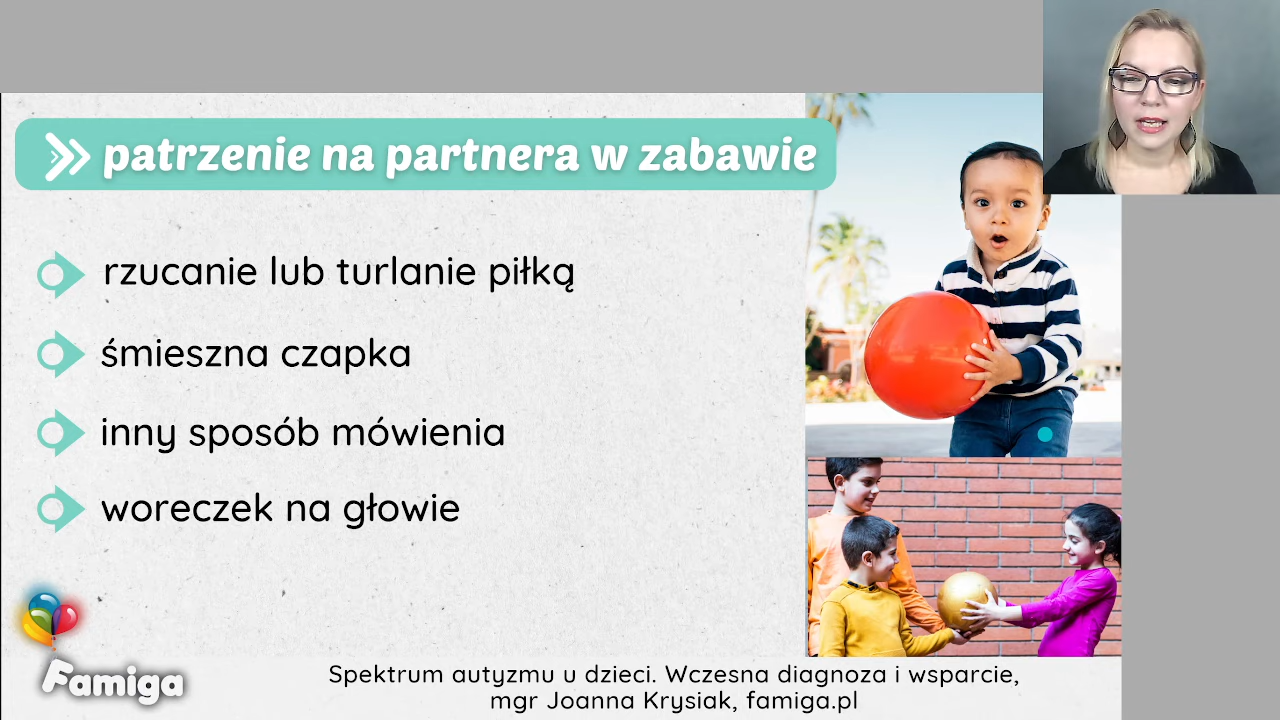 patrzenie na partnera w zabawie
rzucanie lub turlanie piłką
śmieszna czapka
inny sposób mówienia
woreczek na głowie
Famiga
Spektrum autyzmu u dzieci. Wczesna diagnoza i wsparcie,
mgr Joanna Krysiak, famiga.pl